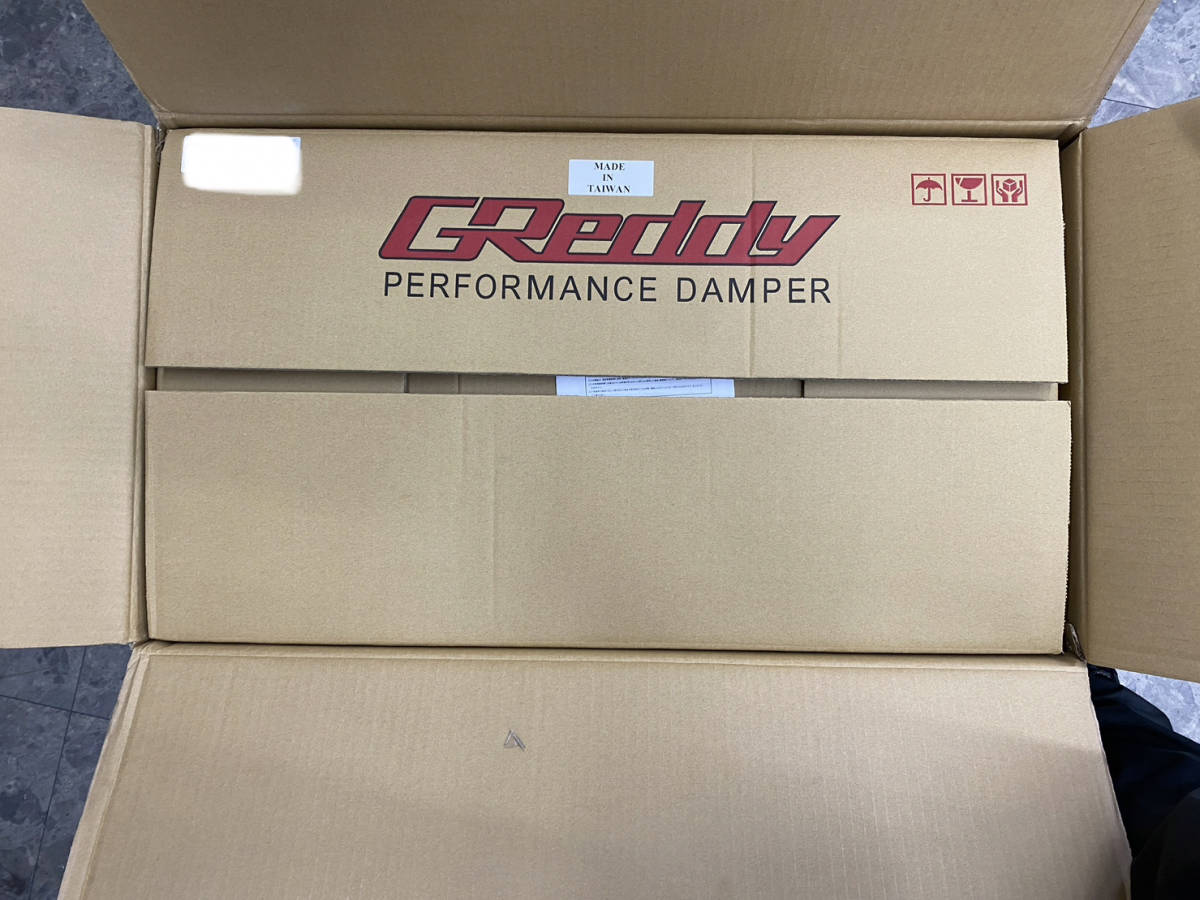 MADE
IN
TAIWAN
GReddy
PERFORMANCE DAMPER